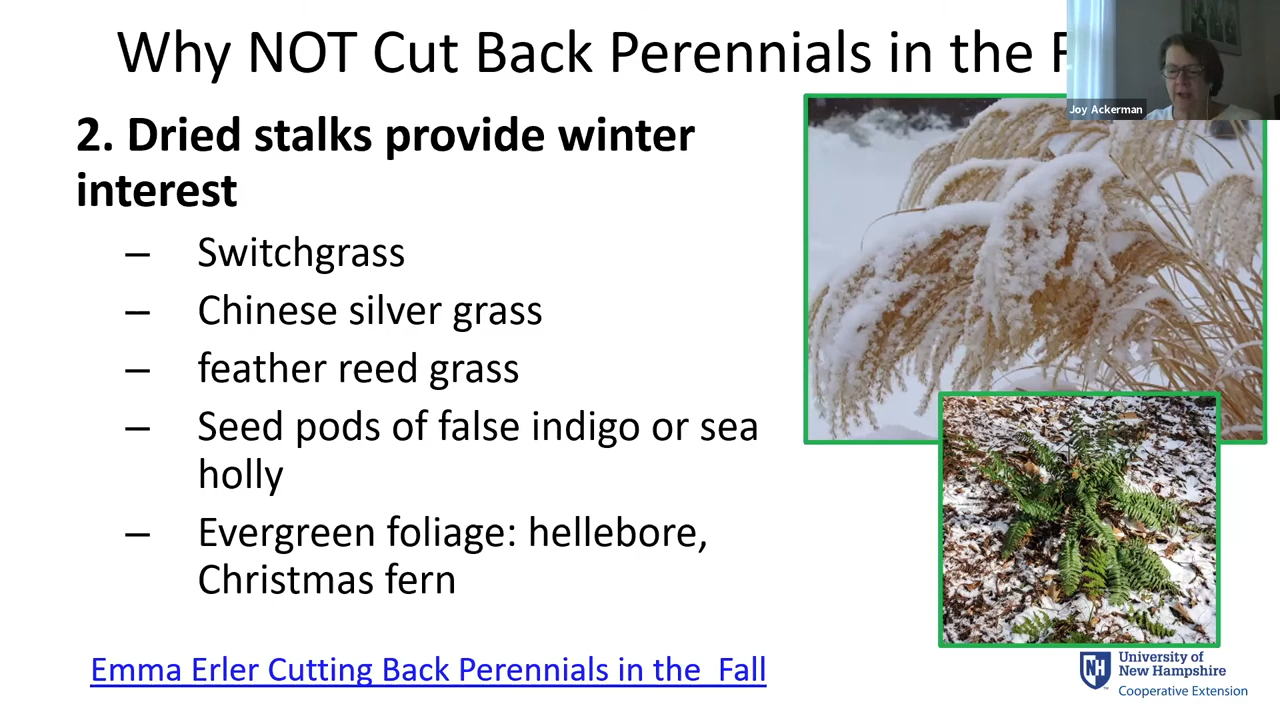 Why NOT Cut Back Perennials in the F
Joy Ackerman
2. Dried stalks provide winter
interest
– Switchgrass
– Chinese silver grass
– feather reed grass
– Seed pods of false indigo or sea
holly
– Evergreen foliage: hellebore,
Christmas fern
Emma Erler Cutting Back Perennials in the Fall
NH
University of
New Hampshire
Cooperative Extension